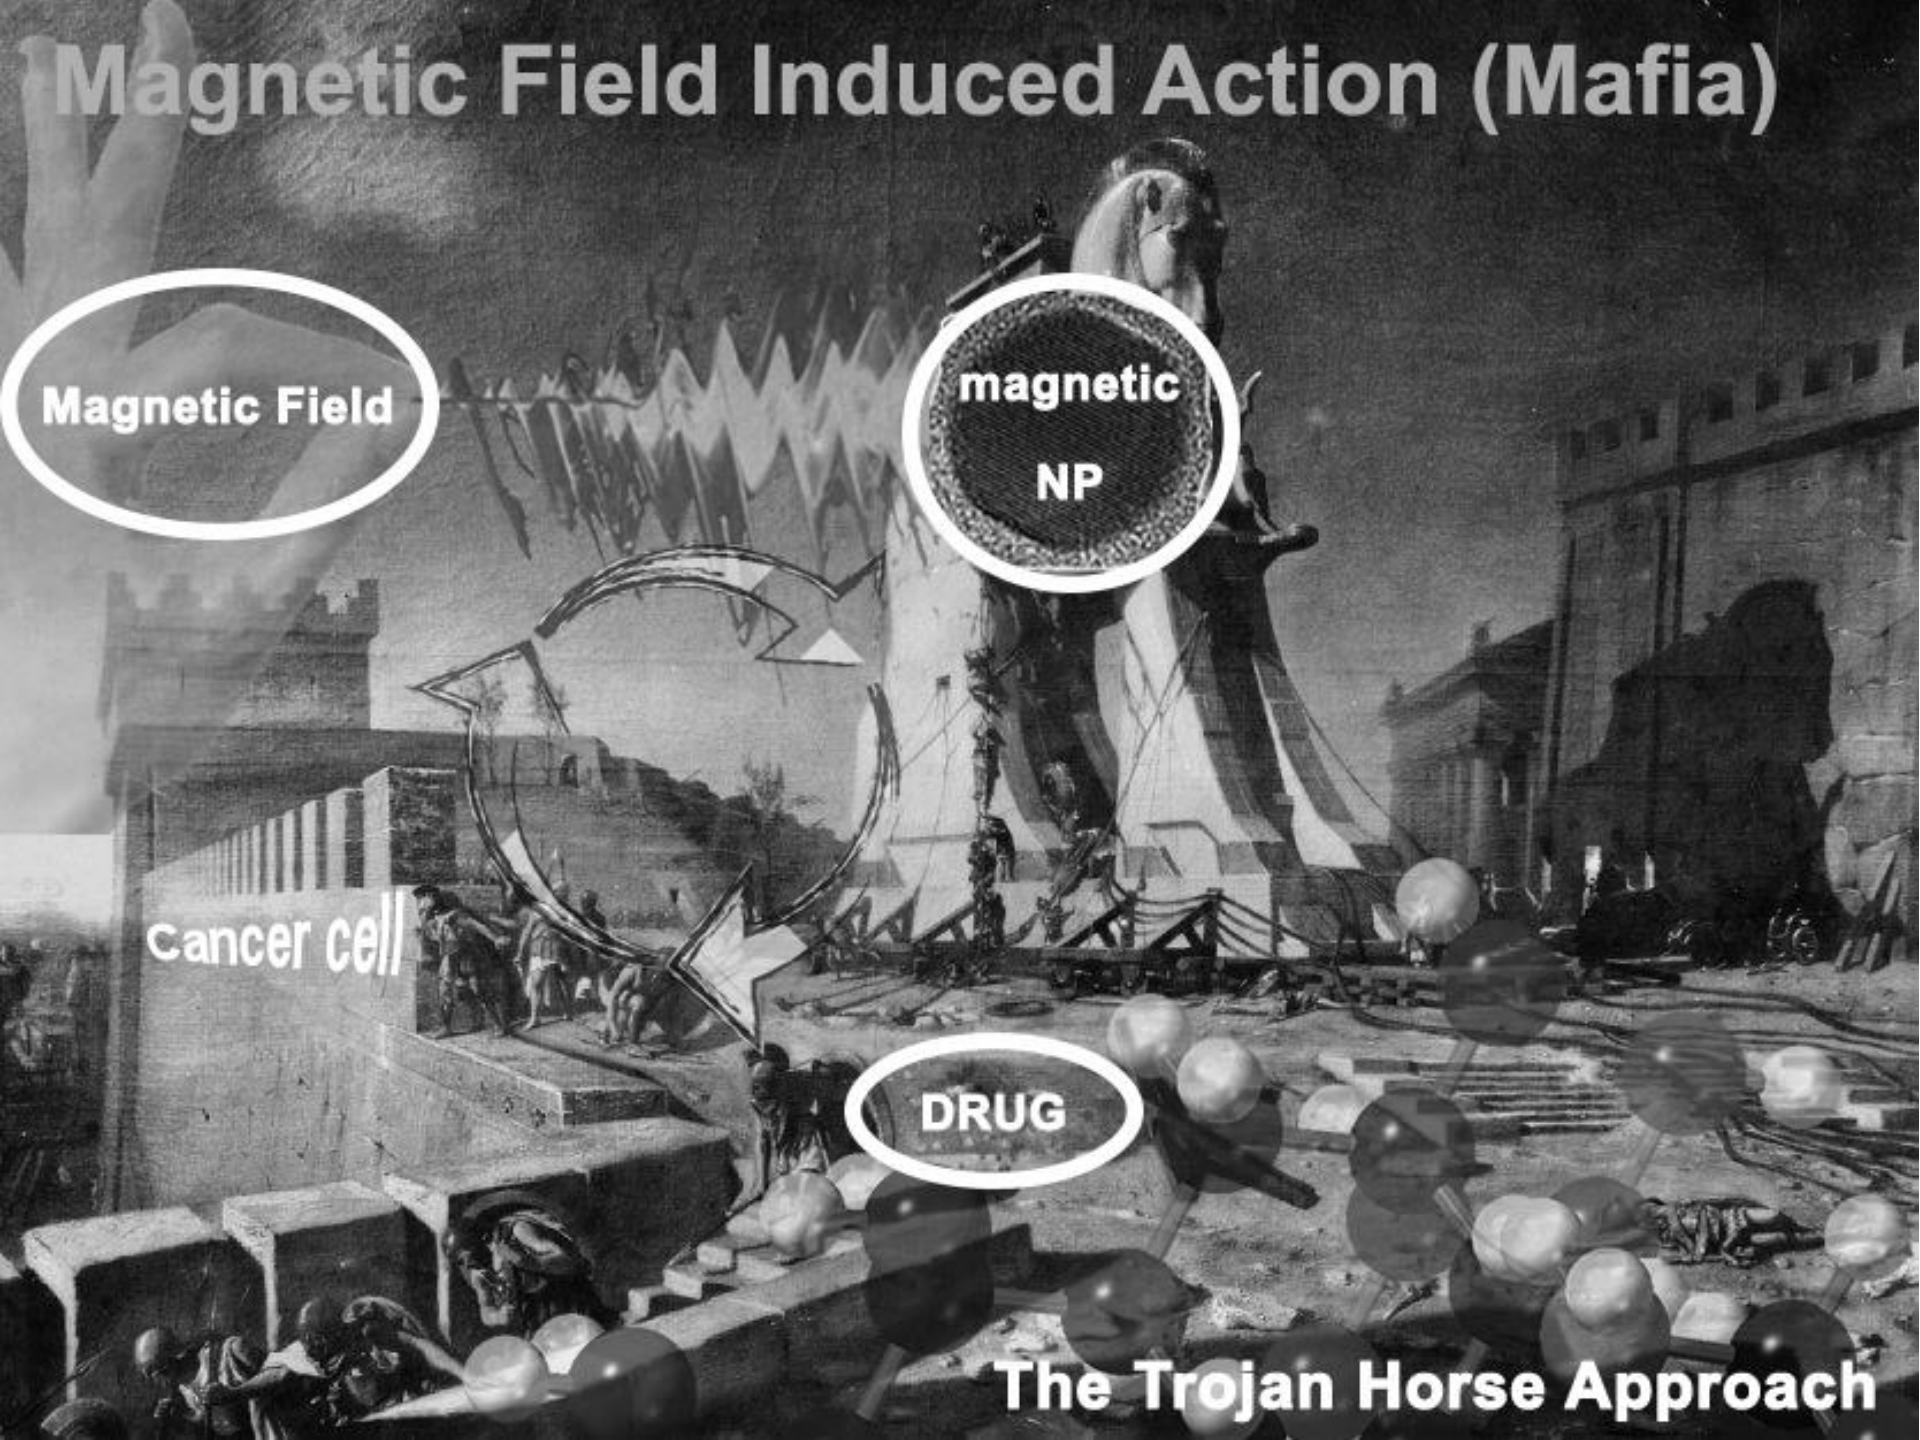 Magnetic Field Induced Action (Mafia)
Magnetic Field
magnetic
NP
Cancer cell
DRUG
The Trojan Horse Approach